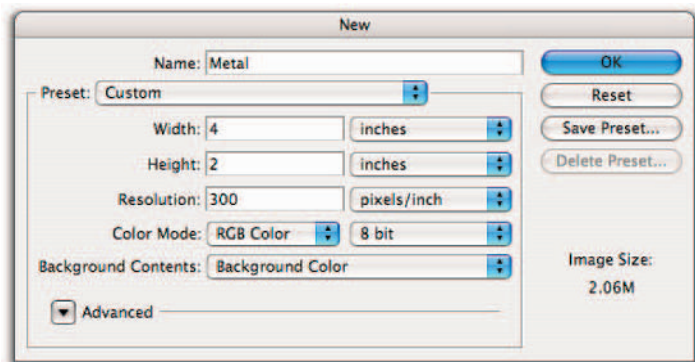 New
Name: Metal
OK
Preset: Custom
Reset
Width: 4 inches
Save Preset...
Height: 2 inches
Delete Preset...
Resolution: 300 pixels/inch
Color Mode: RGB Color 8 bit
Background Contents: Background Color
Image Size:
2.06M
Advanced